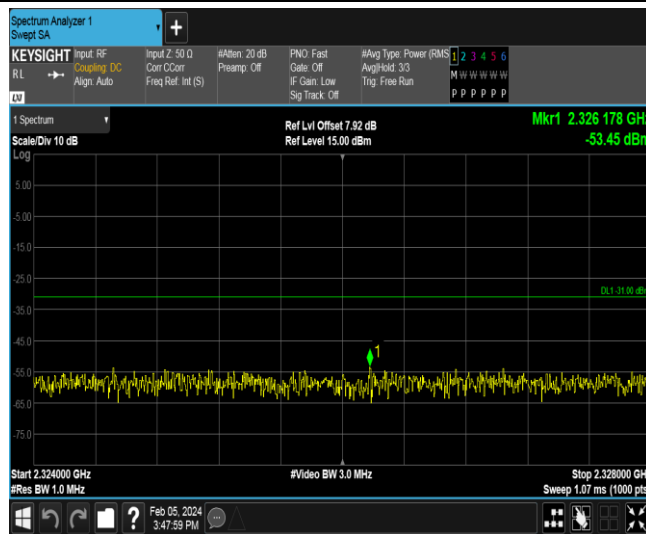 Spectrum Analyzer 1
Swept SA
+
KEYSIGHT
RL
LXI
Input: RF
Coupling: DC
Align: Auto
Input Z: 50 Ω
Corr CCorr
Freq Ref: Int (S)
#Atten: 20 dB
Preamp: Off
PNO: Fast
Gate: Off
IF Gain: Low
Sig Track: Off
#Avg Type: Power (RMS
Avg|Hold: 3/3
Trig: Free Run
1 2 3 4 5 6
M W W W W W
P P P P P P
1 Spectrum
Scale/Div 10 dB
Log
Ref Lvl Offset 7.92 dB
Ref Level 15.00 dBm
Mkr1 2.326 178 GHz
-53.45 dBm
5.00
-5.00
-15.0
-25.0
DL1 -31.00 dBm
-35.0
-45.0
1
-55.0
-65.0
-75.0
Start 2.324000 GHz
#Video BW 3.0 MHz
Stop 2.328000 GHz
#Res BW 1.0 MHz
Sweep 1.07 ms (1000 pts
?
Feb 05, 2024
3:47:59 PM